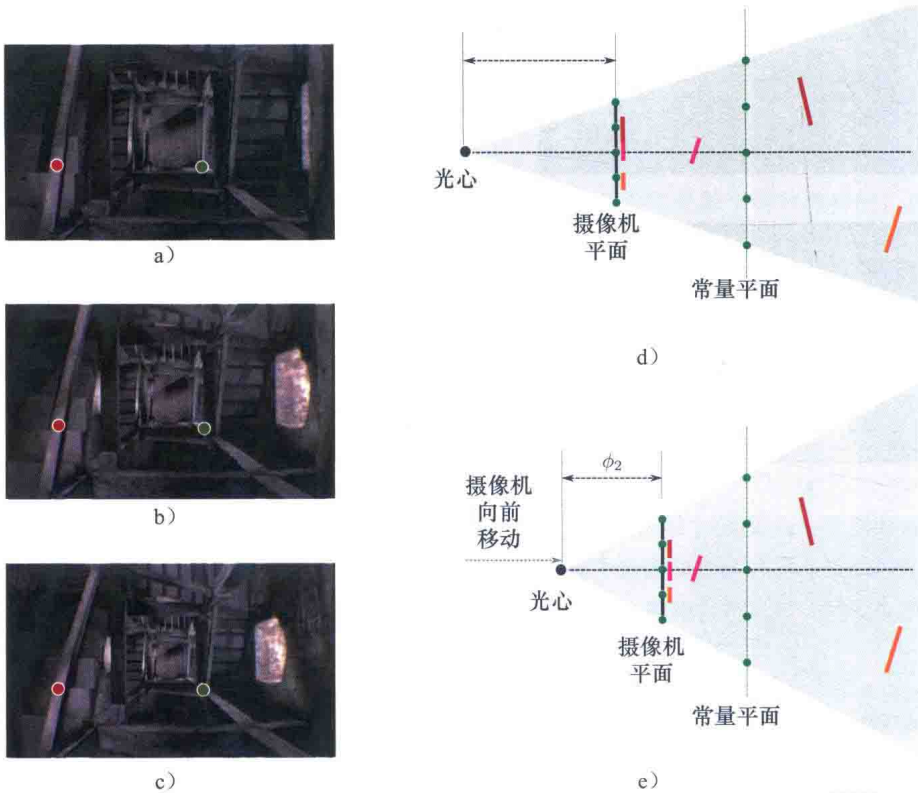 a）
b）
c）
光心
摄像机
平面
常量平面
d）
ϕ₂
摄像机
向前
移动
光心
摄像机
平面
常量平面
e）